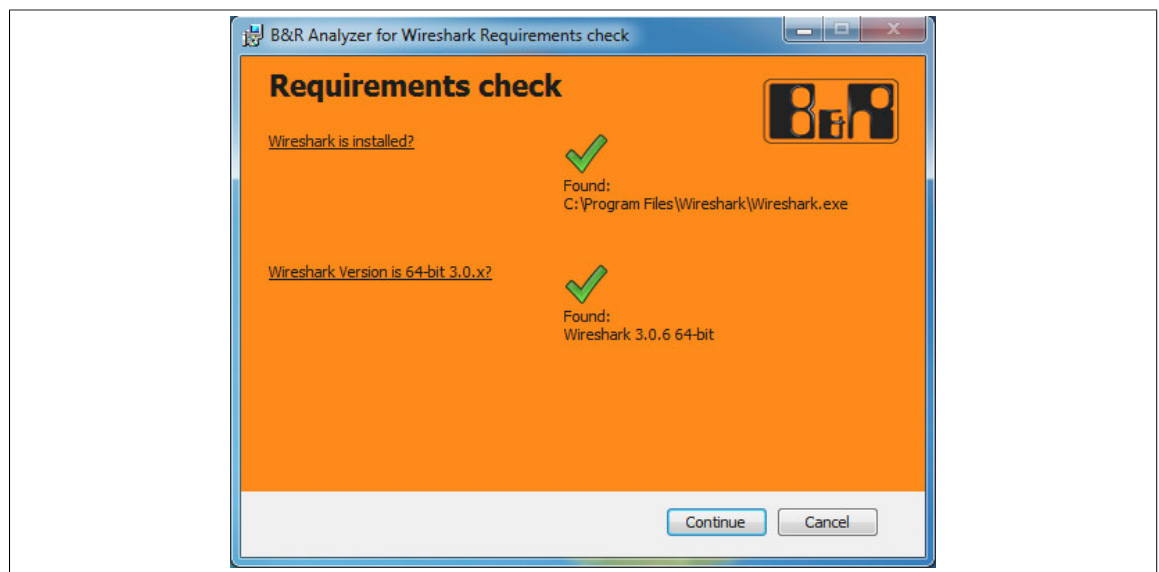 B&R Analyzer for Wireshark Requirements check
Requirements check
B&R
Wireshark is installed?
Found:
C:\Program Files\Wireshark\Wireshark.exe
Wireshark Version is 64-bit 3.0.x?
Found:
Wireshark 3.0.6 64-bit
Continue
Cancel